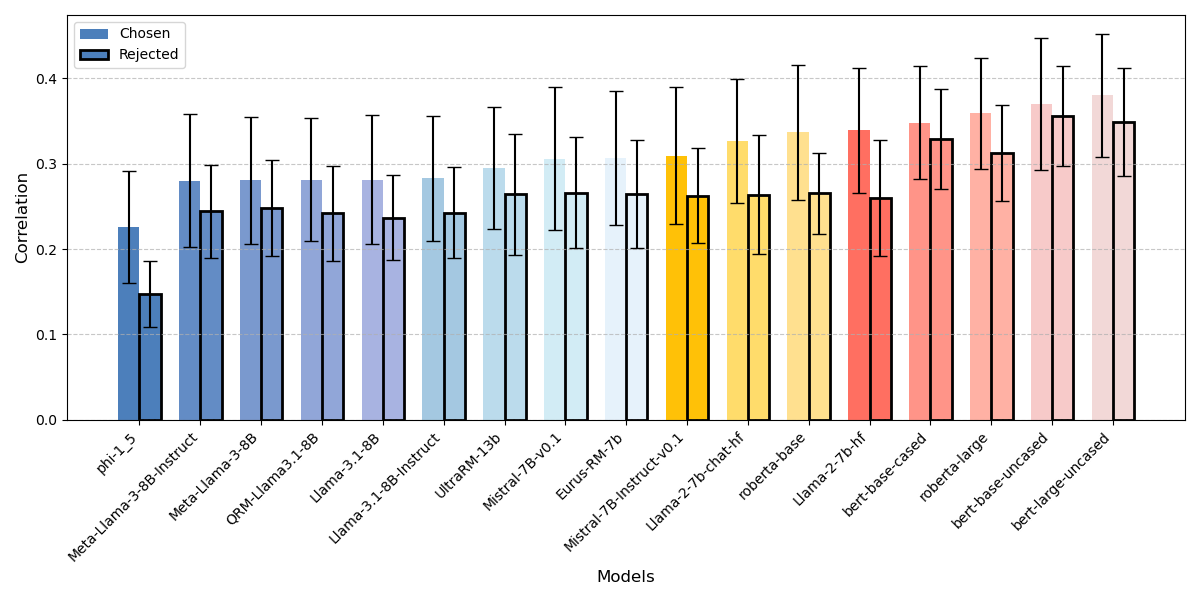 Chosen
Rejected
Correlation
0.4
0.3
0.2
0.1
0.0
phi-1_5
Meta-Llama-3-8B-Instruct
Meta-Llama-3-8B
QRM-Llama3.1-8B
Llama-3.1-8B
Llama-3.1-8B-Instruct
UltraRM-13b
Mistral-7B-v0.1
Eurus-RM-7b
Mistral-7B-Instruct-v0.1
Llama-2-7b-chat-hf
roberta-base
Llama-2-7b-hf
bert-base-cased
roberta-large
bert-base-uncased
bert-large-uncased
Models